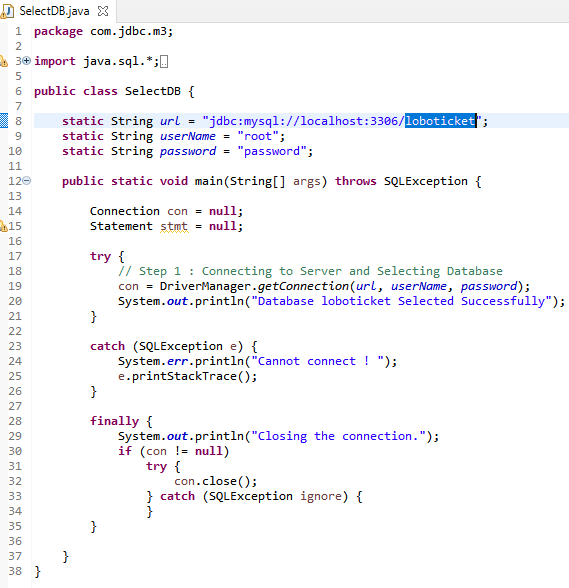 SelectDB.java
1 package com.jdbc.m3;
2
3 import java.sql.*;
5
6 public class SelectDB {
7
8     static String url = "jdbc:mysql://localhost:3306/loboticket";
9     static String userName = "root";
10     static String password = "password";
11
12     public static void main(String[] args) throws SQLException {
13
14         Connection con = null;
15         Statement stmt = null;
16
17         try {
18             // Step 1 : Connecting to Server and Selecting Database
19             con = DriverManager.getConnection(url, userName, password);
20             System.out.println("Database loboticket Selected Successfully");
21         }
22
23         catch (SQLException e) {
24             System.err.println("Cannot connect ! ");
25             e.printStackTrace();
26         }
27
28         finally {
29             System.out.println("Closing the connection.");
30             if (con != null)
31                 try {
32                     con.close();
33                 } catch (SQLException ignore) {
34                 }
35         }
36
37     }
38 }